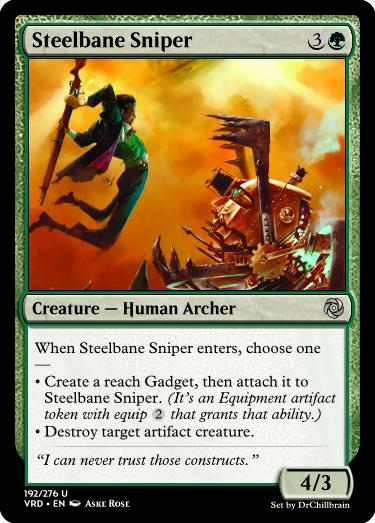 Steelbane Sniper 3
Creature — Human Archer
When Steelbane Sniper enters, choose one
—
• Create a reach Gadget, then attach it to
Steelbane Sniper. (It's an Equipment artifact
token with equip 2 that grants that ability.)
• Destroy target artifact creature.
"I can never trust those constructs."
4/3
192/276 U
VRD • EN Aske Rose
Set by DrChillbrain